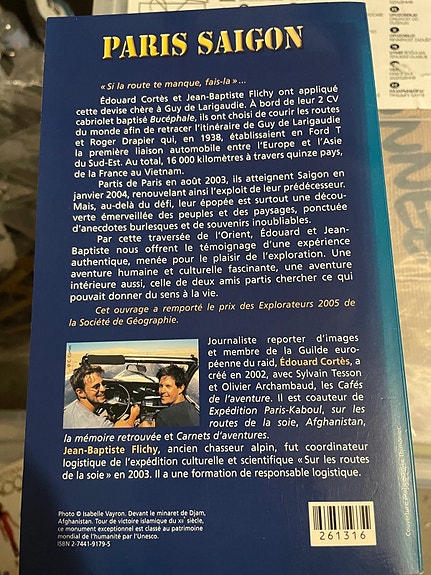 PARIS SAIGON
« Si la route te manque, fais-la »...
Édouard Cortès et Jean-Baptiste Flichy ont appliqué
cette devise chère à Guy de Larigaudie. À bord de leur 2 CV
cabriolet baptisé Bucéphale, ils ont choisi de courir les routes
du monde afin de retracer l'itinéraire de Guy de Larigaudie
et Roger Drapier qui, en 1938, établissaient en Ford T
la première liaison automobile entre l'Europe et l'Asie
du Sud-Est. Au total, 16 000 kilomètres à travers quinze pays,
de la France au Vietnam.
Partis de Paris en août 2003, ils atteignent Saigon en
janvier 2004, renouvelant ainsi l'exploit de leur prédécesseur.
Mais, au-delà du défi, leur épopée est surtout une décou-
verte émerveillée des peuples et des paysages, ponctuée
d'anecdotes burlesques et de souvenirs inoubliables.
Par cette traversée de l'Orient, Édouard et Jean-
Baptiste nous offrent le témoignage d'une expérience
authentique, menée pour le plaisir de l'exploration. Une
aventure humaine et culturelle fascinante, une aventure
intérieure aussi, celle de deux amis partis chercher ce qui
pouvait donner du sens à la vie.
Cet ouvrage a remporté le prix des Explorateurs 2005 de
la Société de Géographie.
Journaliste reporter d'images
et membre de la Guilde euro-
péenne du raid, Édouard Cortès, a
créé en 2002, avec Sylvain Tesson
et Olivier Archambaud, les Cafés
de l'aventure. Il est coauteur de
Expédition Paris-Kaboul, sur les
routes de la soie, Afghanistan,
la mémoire retrouvée et Carnets d'aventures.
Jean-Baptiste Flichy, ancien chasseur alpin, fut coordinateur
logistique de l'expédition culturelle et scientifique « Sur les routes
de la soie » en 2003. Il a une formation de responsable logistique.
Photo © Isabelle Vayron. Devant le minaret de Djam,
Afghanistan. Tour de victoire islamique du XIIe siècle,
ce monument exceptionnel est classé au patrimoine
mondial de l'humanité par l'Unesco.
ISBN 2-7441-9179-5
261316